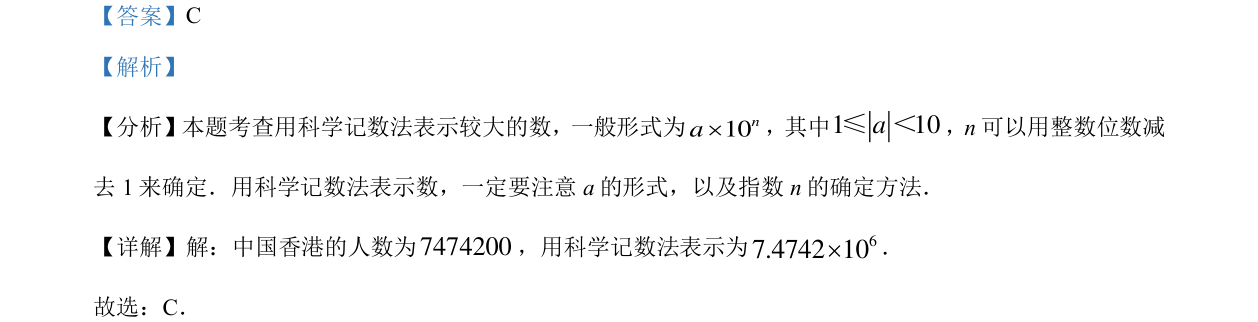 【答案】C
【解析】
【分析】本题考查用科学记数法表示较大的数，一般形式为 a×10ⁿ，其中1≤|a|<10，n 可以用整数位数减
去 1 来确定．用科学记数法表示数，一定要注意 a 的形式，以及指数 n 的确定方法．
【详解】解：中国香港的人数为7474200，用科学记数法表示为7.4742×10⁶．
故选：C．